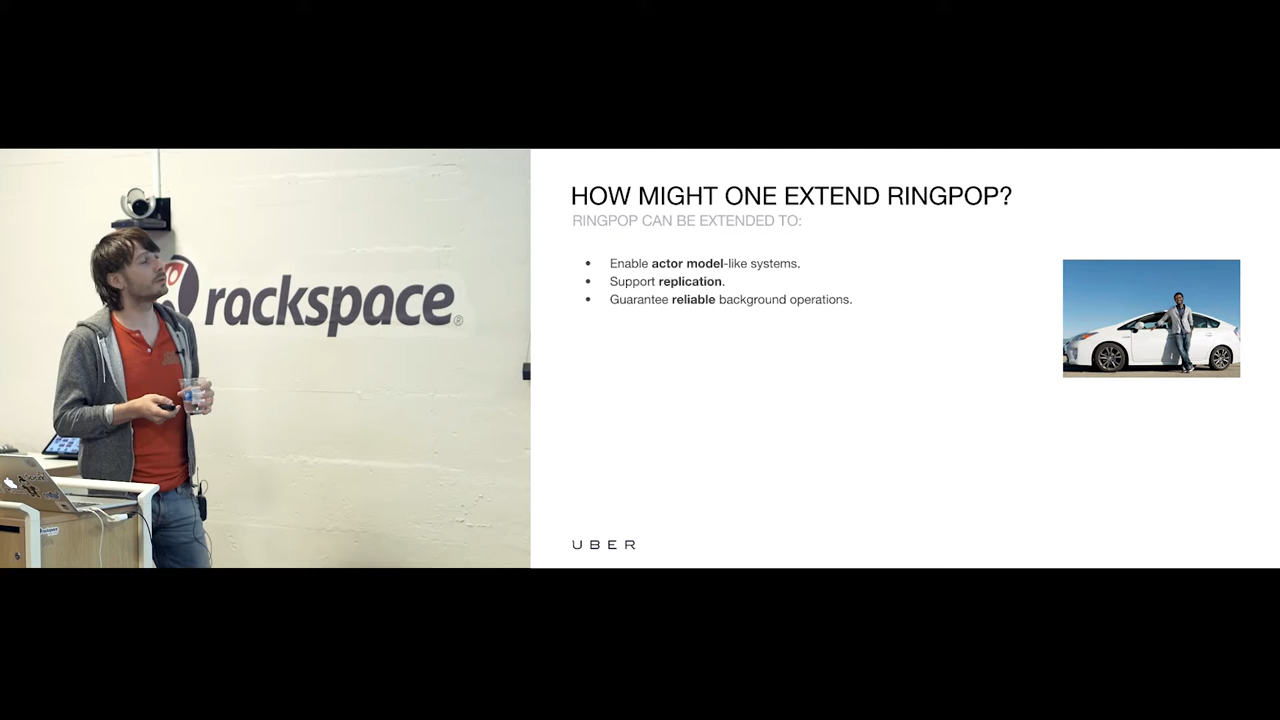 rackspace®
HOW MIGHT ONE EXTEND RINGPOP?
RINGPOP CAN BE EXTENDED TO:
• Enable actor model-like systems.
• Support replication.
• Guarantee reliable background operations.
UBER